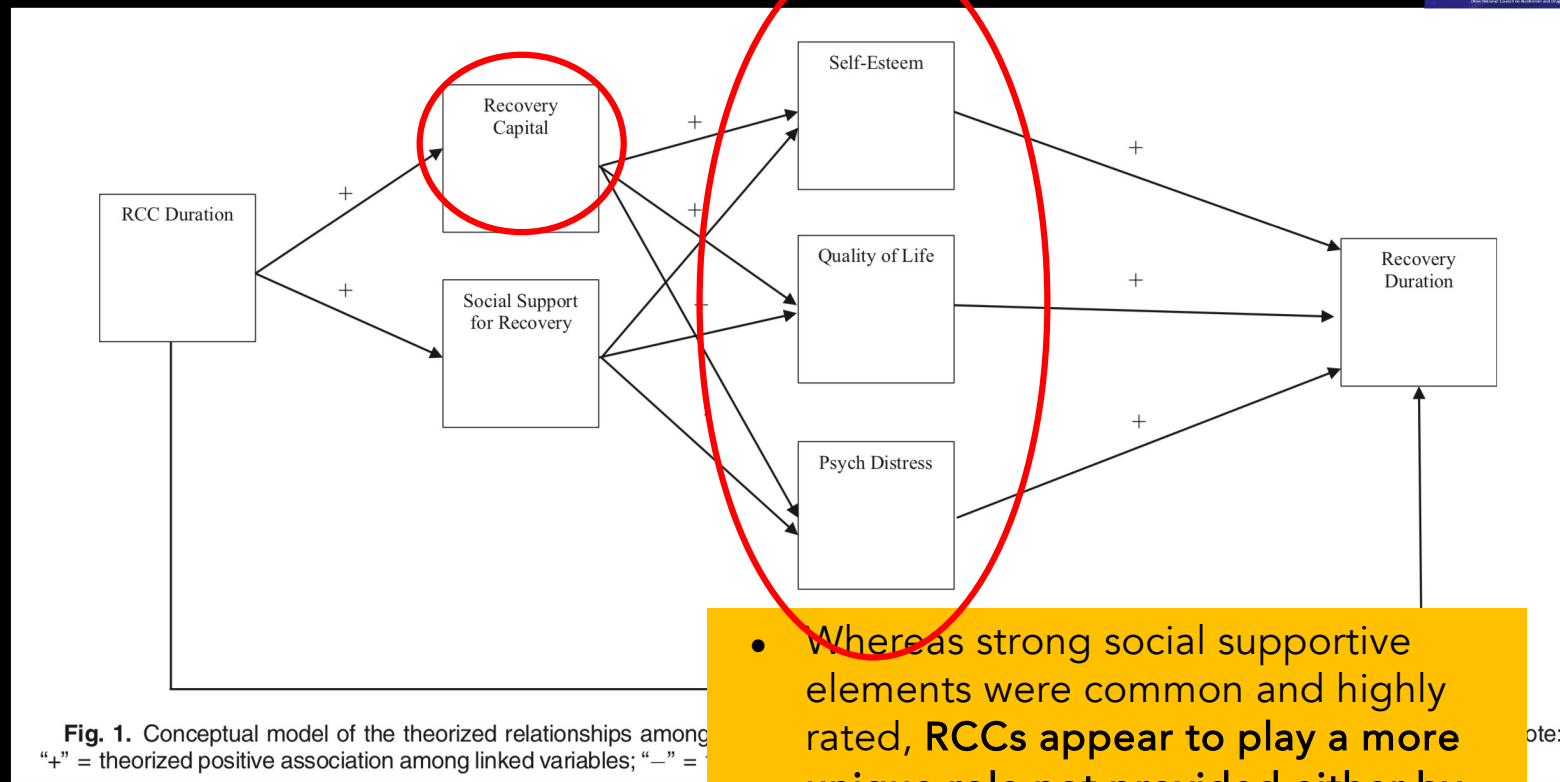 Self-Esteem
Recovery
Capital
+
+
RCC Duration
+
+
Quality of Life
+
Recovery
Duration
+
Social Support
for Recovery
+
+
Psych Distress
• Whereas strong social supportive
elements were common and highly
rated, RCCs appear to play a more
Fig. 1. Conceptual model of the theorized relationships among
"+" = theorized positive association among linked variables; "−" =